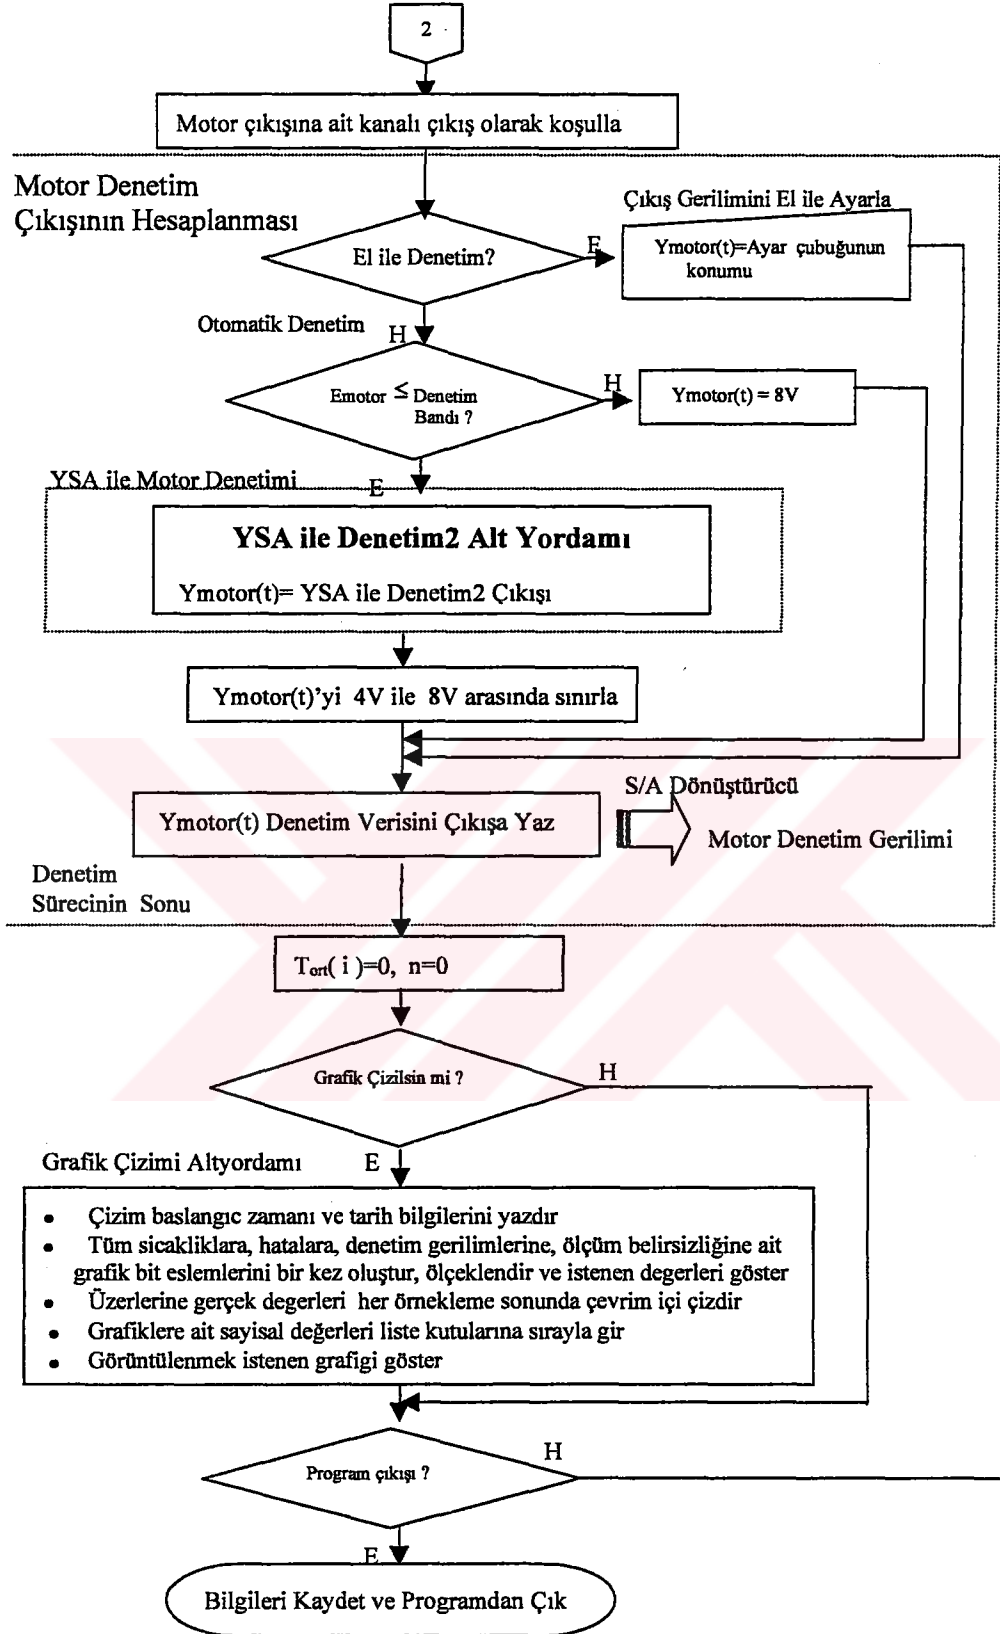 2
Motor çıkışına ait kanalı çıkış olarak koşulla
Motor Denetim
Çıkışının Hesaplanması
Çıkış Gerilimini El ile Ayarla
El ile Denetim?
E
Ymotor(t)=Ayar çubuğunun
konumu
Otomatik Denetim
H
Emotor ≤ Denetim
Bandı ?
H
Ymotor(t) = 8V
YSA ile Motor Denetimi
E
YSA ile Denetim2 Alt Yordamı
Ymotor(t)= YSA ile Denetim2 Çıkışı
Ymotor(t)'yi 4V ile 8V arasında sınırla
S/A Dönüştürücü
Ymotor(t) Denetim Verisini Çıkışa Yaz
Motor Denetim Gerilimi
Denetim
Sürecinin Sonu
Tort( i )=0, n=0
Grafik Çizilsin mi ?
H
Grafik Çizimi Altyordamı
E
• Çizim baslangıc zamanı ve tarih bilgilerini yazdır
• Tüm sicakliklara, hatalara, denetim gerilimlerine, ölçüm belirsizliğine ait
grafik bit eslemlerini bir kez oluştur, ölçeklendir ve istenen degerleri göster
• Üzerlerine gerçek degerleri her örnekleme sonunda çevrim içi çizdir
• Grafiklere ait sayisal değerleri liste kutularına sırayla gir
• Görüntülenmek istenen grafigi göster
Program çıkışı ?
H
E
Bilgileri Kaydet ve Programdan Çık